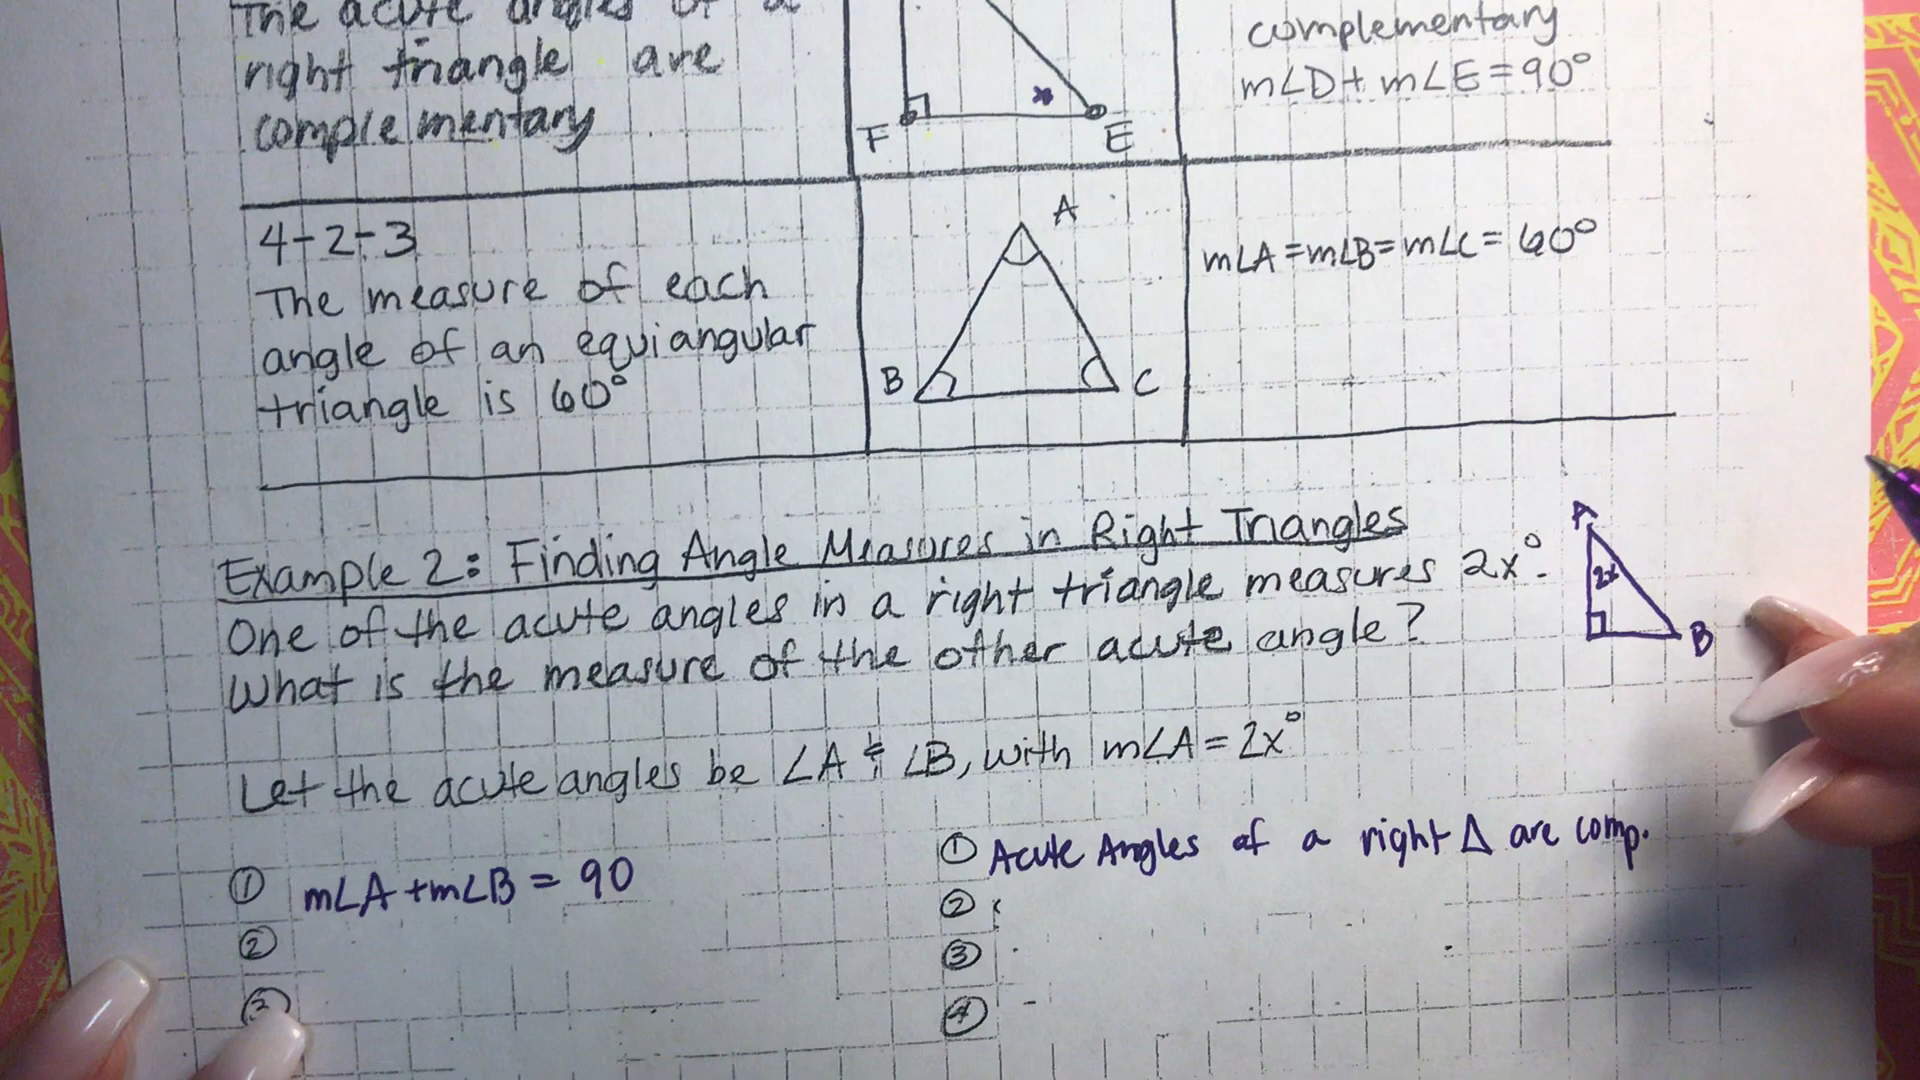 The acute angles of a
right triangle are
complementary
F
E
complementary
m∠D + m∠E = 90°
4-2-3
The measure of each
angle of an equiangular
triangle is 60°
A
B
C
m∠A = m∠B = m∠C = 60°
Example 2: Finding Angle Measures in Right Triangles
One of the acute angles in a right triangle measures 2x°.
What is the measure of the other acute angle?
A
2x
B
Let the acute angles be ∠A & ∠B, with m∠A = 2x°
① m∠A + m∠B = 90
②
③
① Acute Angles of a right Δ are comp.
②
③
④